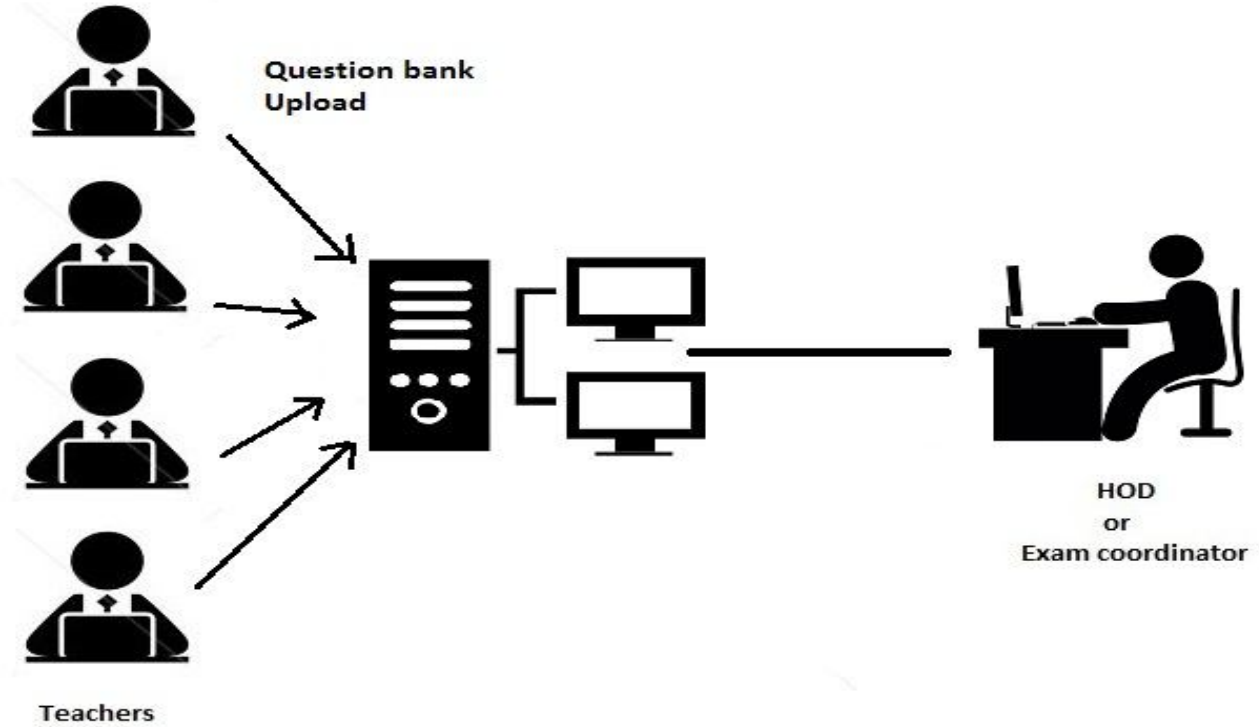 Question bank
Upload
HOD
or
Exam coordinator
Teachers